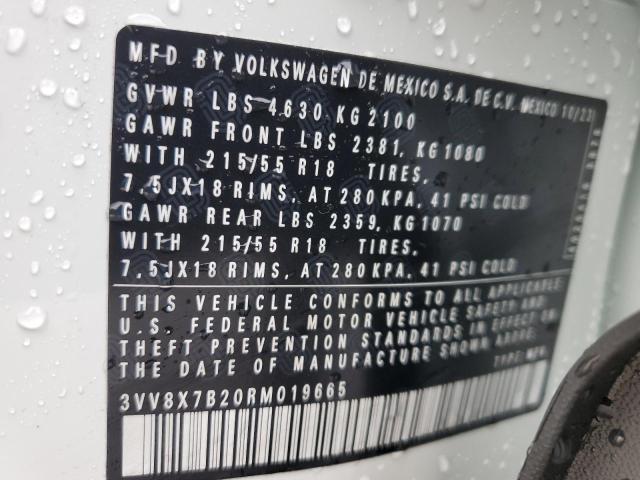 MFD BY VOLKSWAGEN DE MEXICO S.A. DE C.V. MEXICO 10/23
GVWR LBS 4630, KG 2100
GAWR FRONT LBS 2381, KG 1080
WITH 215/55 R18 TIRES,
7.5JX18 RIMS, AT 280 KPA, 41 PSI COLD
GAWR REAR LBS 2359, KG 1070
WITH 215/55 R18 TIRES,
7.5JX18 RIMS, AT 280 KPA, 41 PSI COLD
THIS VEHICLE CONFORMS TO ALL APPLICABLE
U.S. FEDERAL MOTOR VEHICLE SAFETY AND
THEFT PREVENTION STANDARDS IN EFFECT ON
THE DATE OF MANUFACTURE SHOWN ABOVE.
TYPE: MPV
3VV8X7B20RM019665